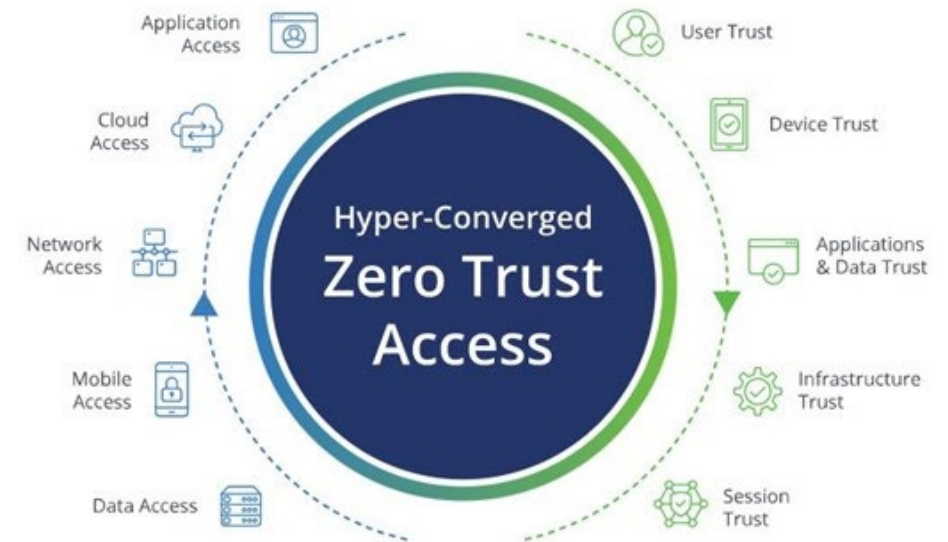 Application
Access
Cloud
Access
Network
Access
Mobile
Access
Data Access
Hyper-Converged
Zero Trust
Access
User Trust
Device Trust
Applications
& Data Trust
Infrastructure
Trust
Session
Trust